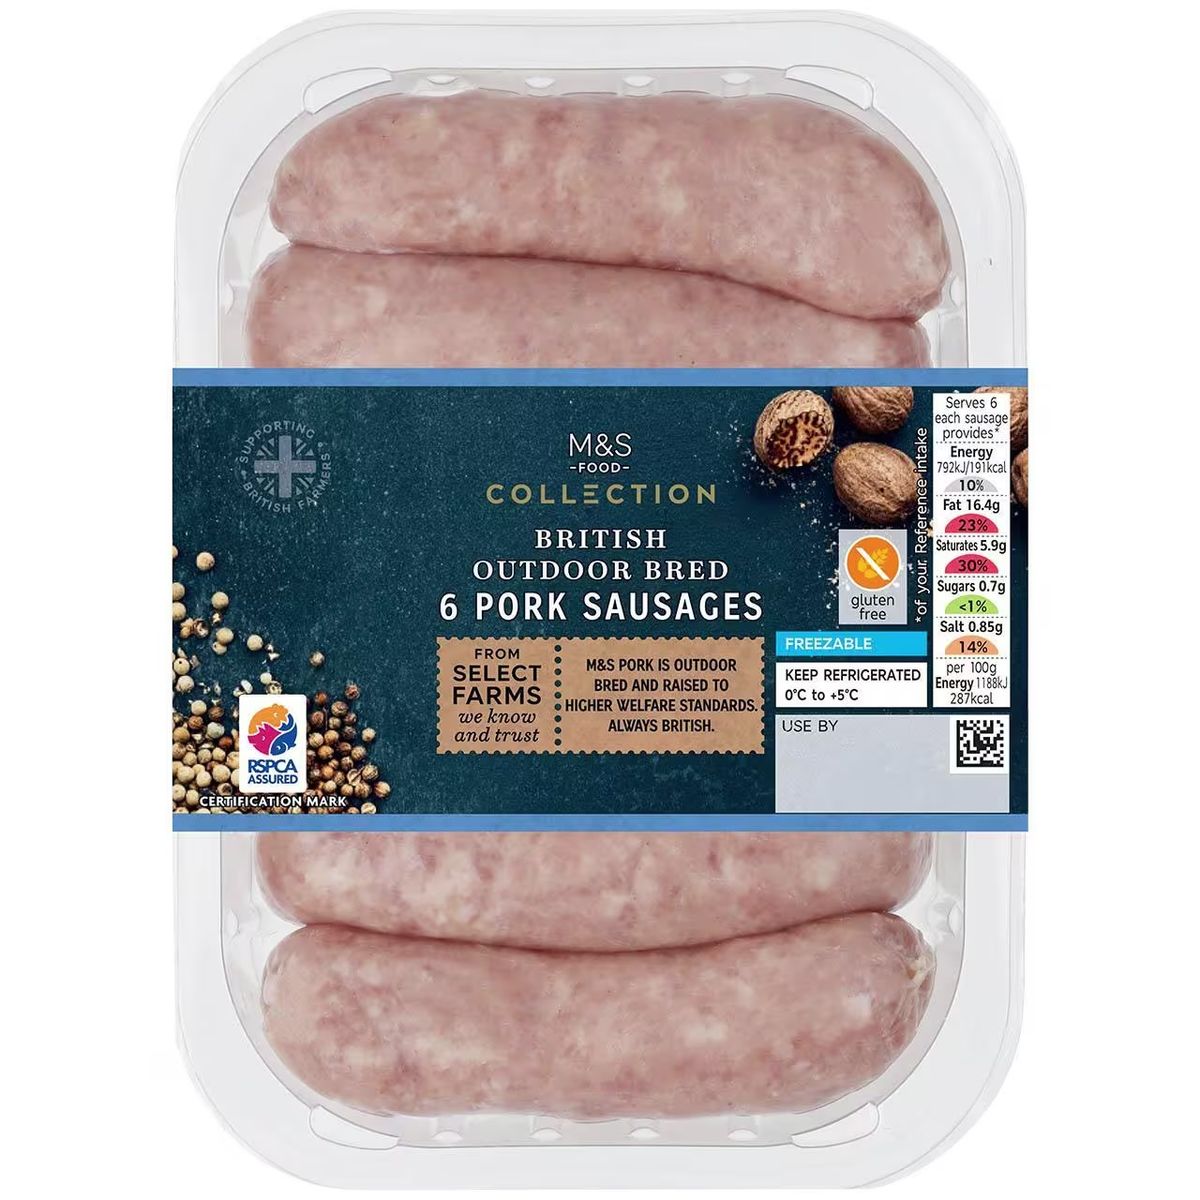 SUPPORTING
BRITISH FARMERS
M&S
-FOOD-
COLLECTION
BRITISH
OUTDOOR BRED
6 PORK SAUSAGES
FROM
SELECT
FARMS
we know
and trust
M&S PORK IS OUTDOOR
BRED AND RAISED TO
HIGHER WELFARE STANDARDS.
ALWAYS BRITISH.
RSPCA
ASSURED
CERTIFICATION MARK
gluten
free
FREEZABLE
KEEP REFRIGERATED
0°C to +5°C
USE BY
*of your Reference intake
Serves 6
each sausage
provides*
Energy
792kJ/191kcal
10%
Fat 16.4g
23%
Saturates 5.9g
30%
Sugars 0.7g
<1%
Salt 0.85g
14%
per 100g
Energy 1188kJ
287kcal